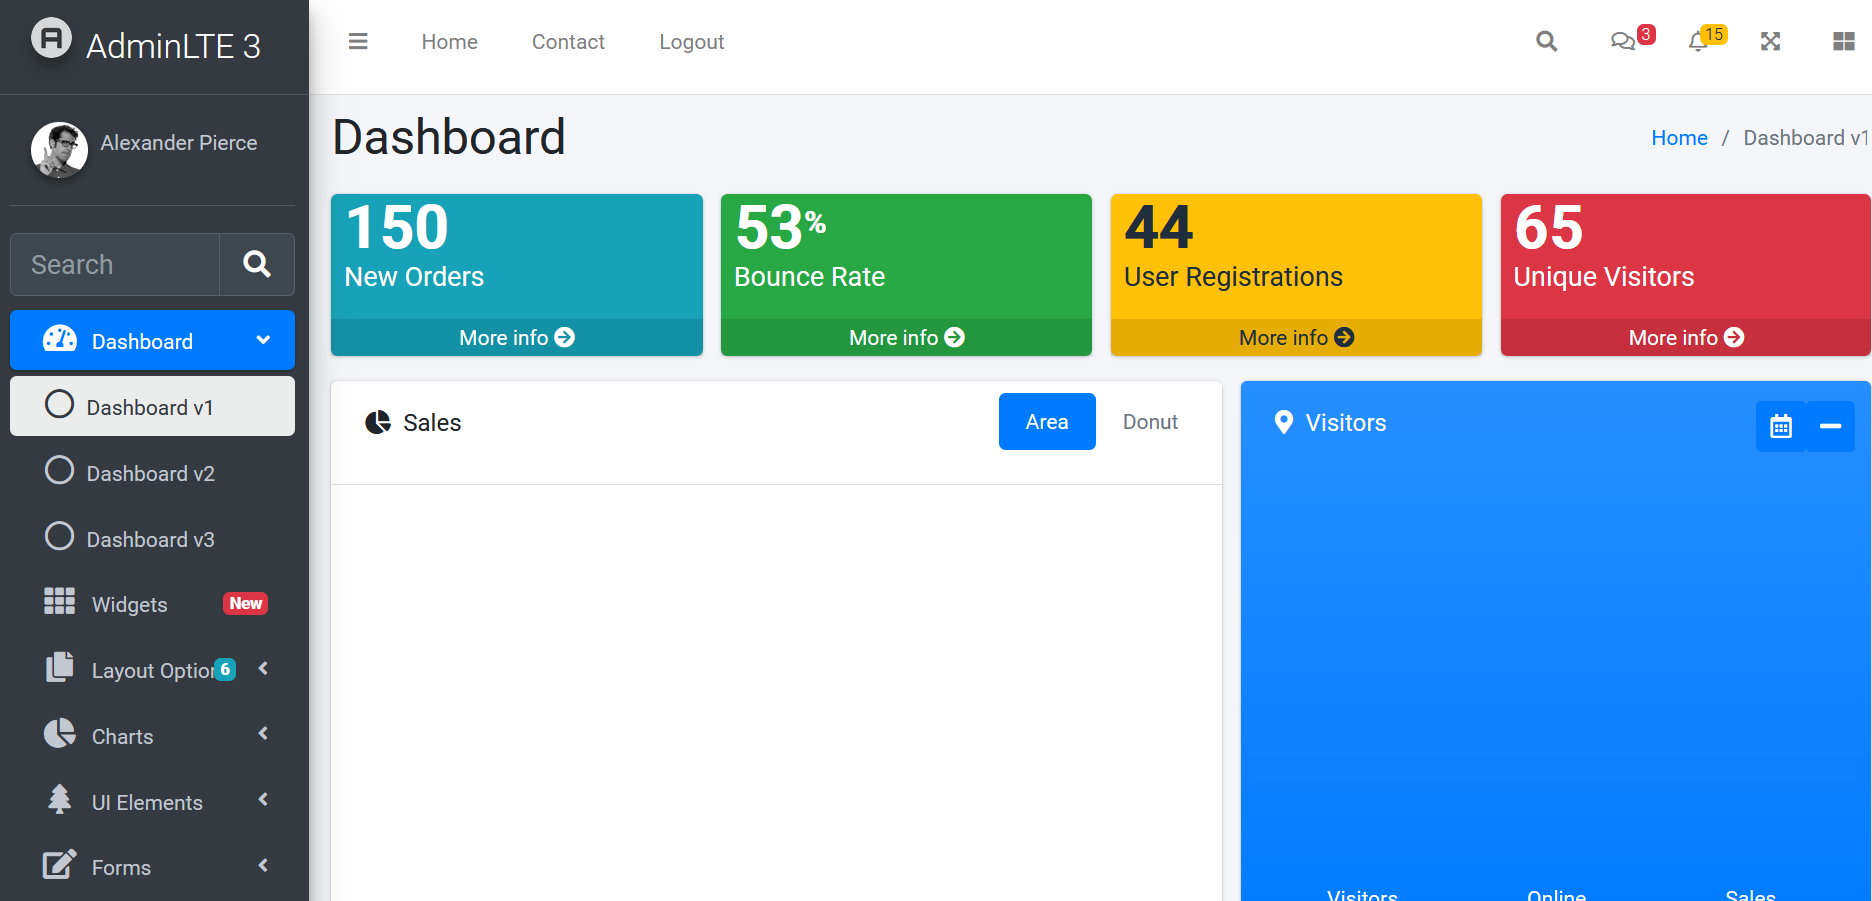 AdminLTE 3
Home
Contact
Logout
3
15
Alexander Pierce
Search
Dashboard
Dashboard v1
Dashboard v2
Dashboard v3
Widgets
New
Layout Option
6
Charts
UI Elements
Forms
Dashboard
Home / Dashboard v1
150
New Orders
More info
53%
Bounce Rate
More info
44
User Registrations
More info
65
Unique Visitors
More info
Sales
Area
Donut
Visitors
Visitors
Online
Sales